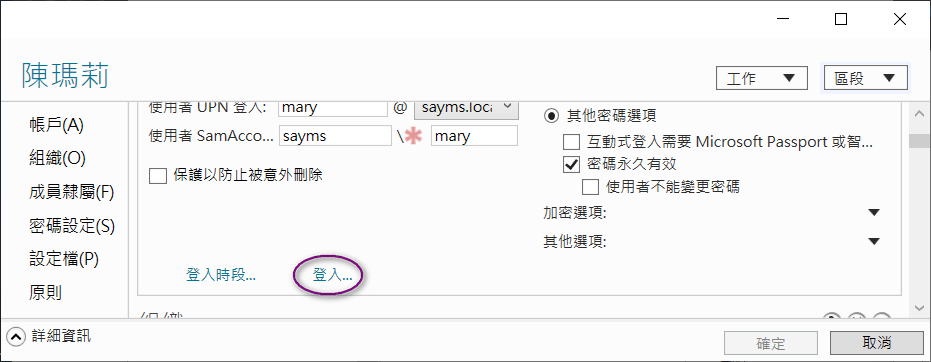 陳瑪莉
工作
區段
帳戶(A)
組織(O)
成員隸屬(F)
密碼設定(S)
設定檔(P)
原則
使用者 UPN 登入: mary @ sayms.loca
使用者 SamAcco... sayms \* mary
保護以防止被意外刪除
登入時段...
登入...
其他密碼選項
互動式登入需要 Microsoft Passport 或智...
密碼永久有效
使用者不能變更密碼
加密選項:
其他選項:
組織
詳細資訊
確定
取消